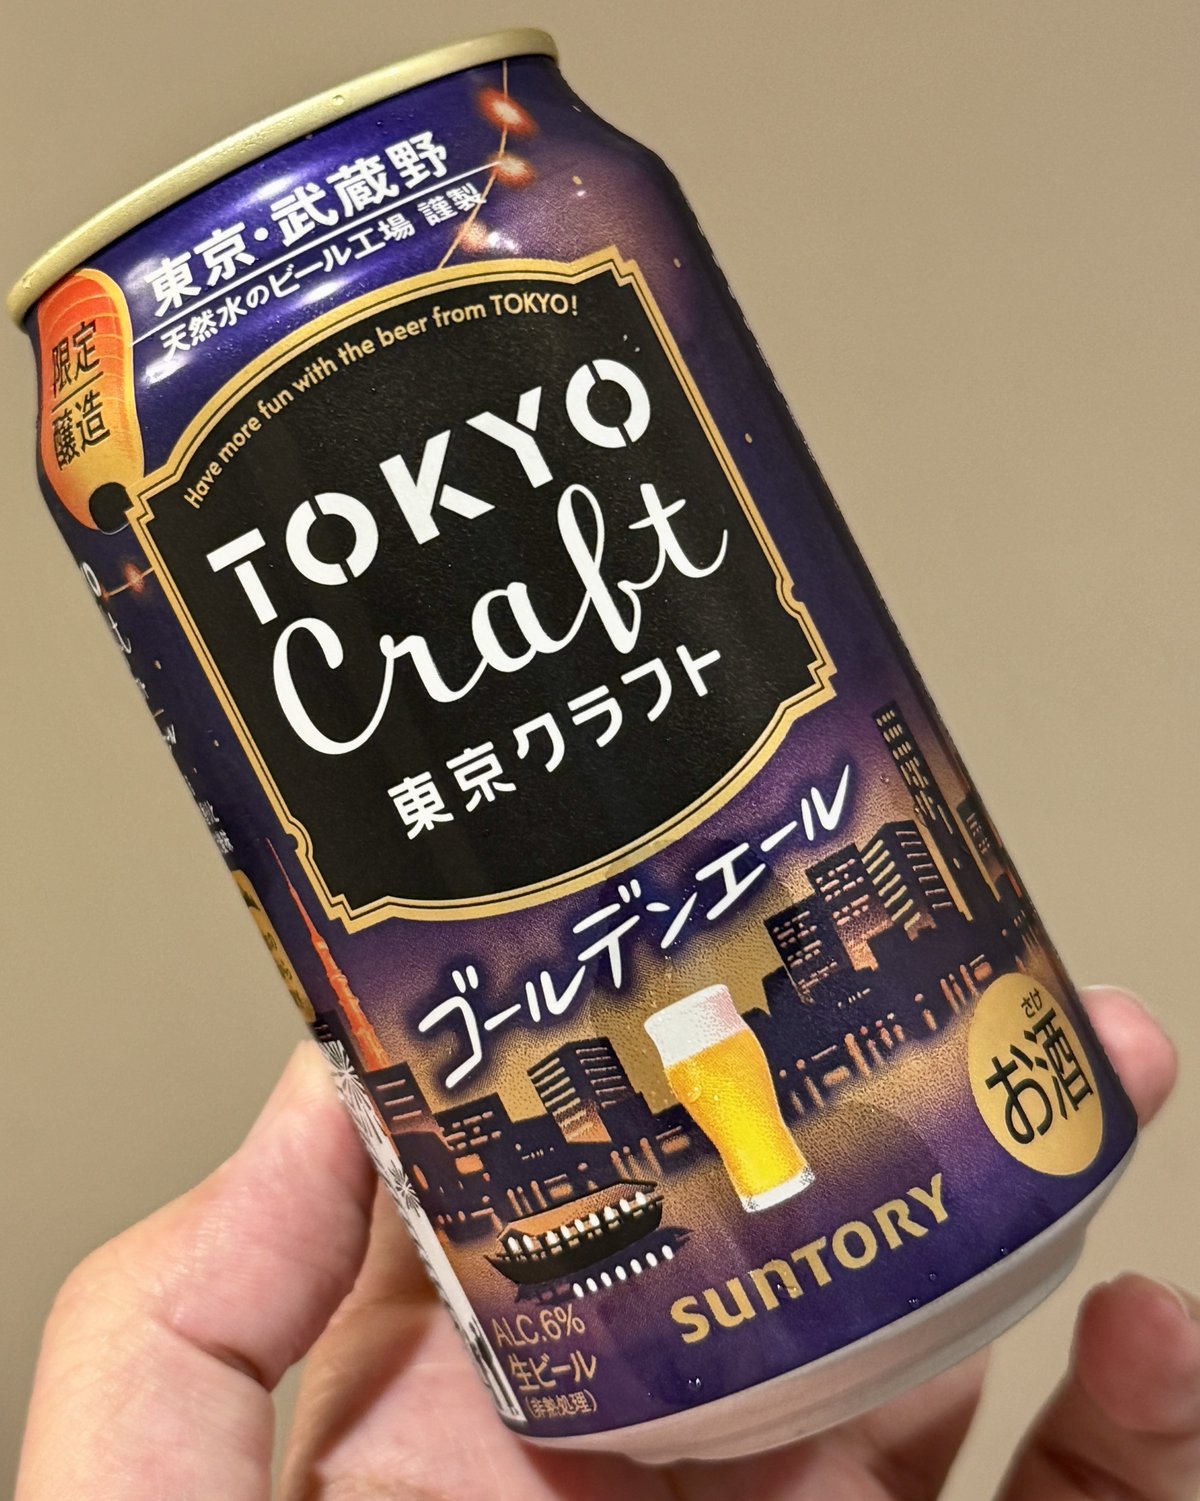 東京・武蔵野
天然水のビール工場 謹製
限定
醸造
Have more fun with the beer from TOKYO!
TOKYO
Craft
東京クラフト
ゴールデンエール
さけ
お酒
SUNTORY
ALC.6%
生ビール
(非熱処理)